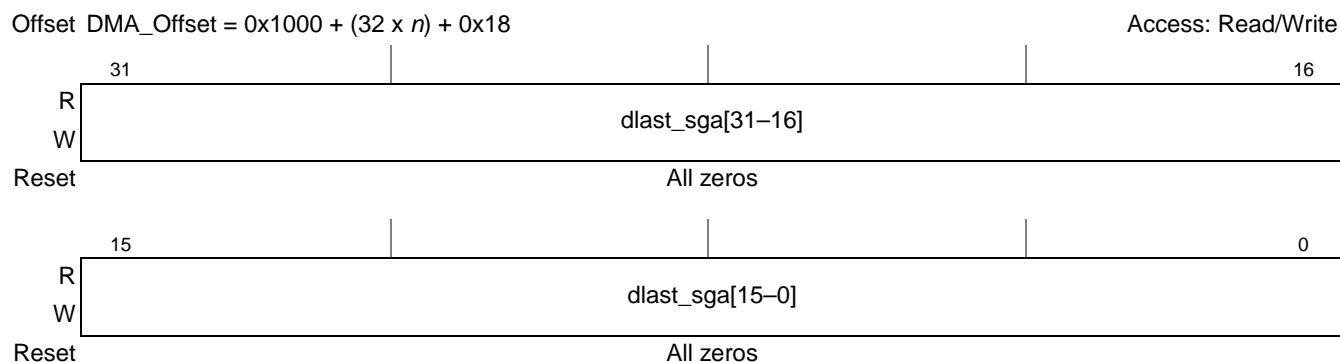 Offset DMA_Offset = 0x1000 + (32 x n) + 0x18 Access: Read/Write
31 16
R
dlast_sga[31–16]
W
Reset All zeros
15 0
R
dlast_sga[15–0]
W
Reset All zeros